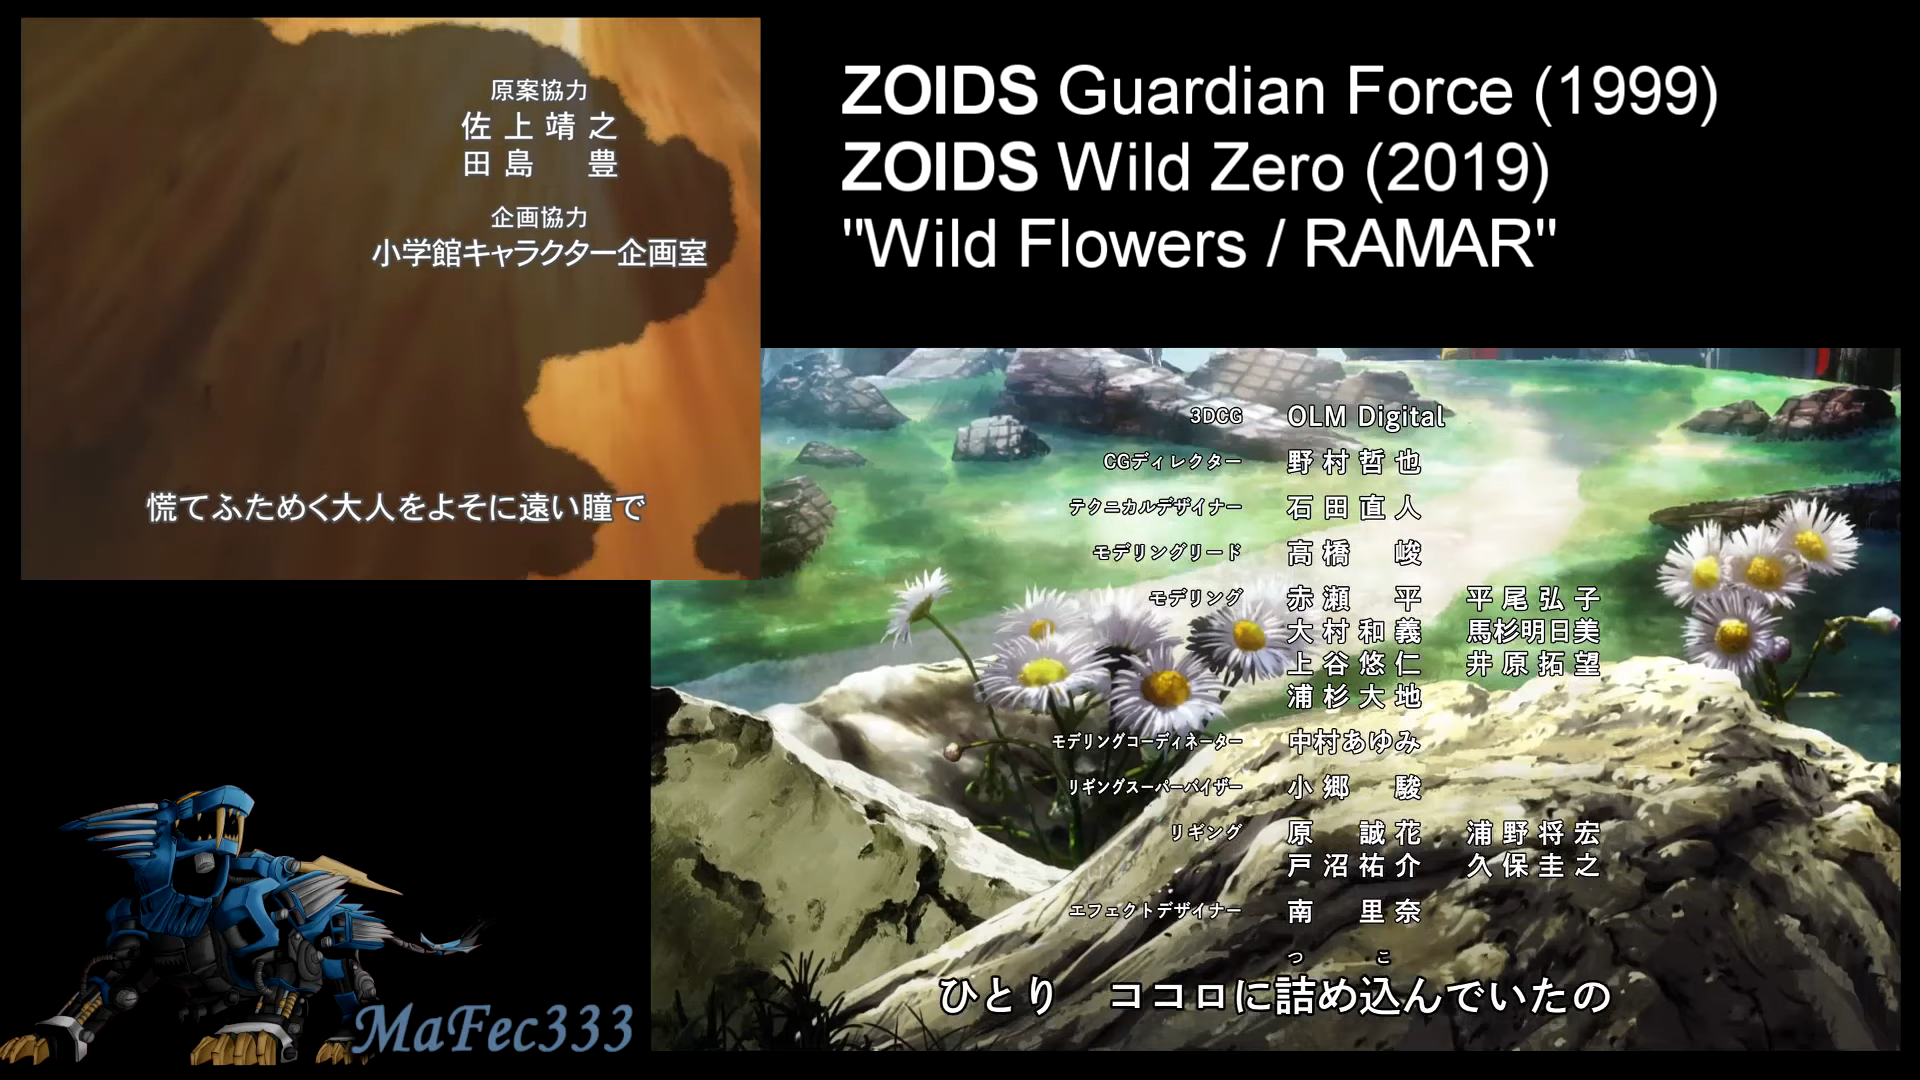 原案協力
佐上靖之
田島 豊
企画協力
小学館キャラクター企画室
慌てふためく大人をよそに遠い瞳で
ZOIDS Guardian Force (1999)
ZOIDS Wild Zero (2019)
"Wild Flowers / RAMAR"
3DCG OLM Digital
CGディレクター 野村哲也
テクニカルデザイナー 石田直人
モデリングリード 高橋 峻
モデリング 赤瀬 平 平尾弘子
大村和義 馬杉明日美
上谷悠仁 井原拓望
浦杉大地
モデリングコーディネーター 中村あゆみ
リギングスーパーバイザー 小郷 駿
リギング 原 誠花 浦野将宏
戸沼祐介 久保圭之
エフェクトデザイナー 南 里奈
つ こ
ひとり ココロに詰め込んでいたの
MaFec333